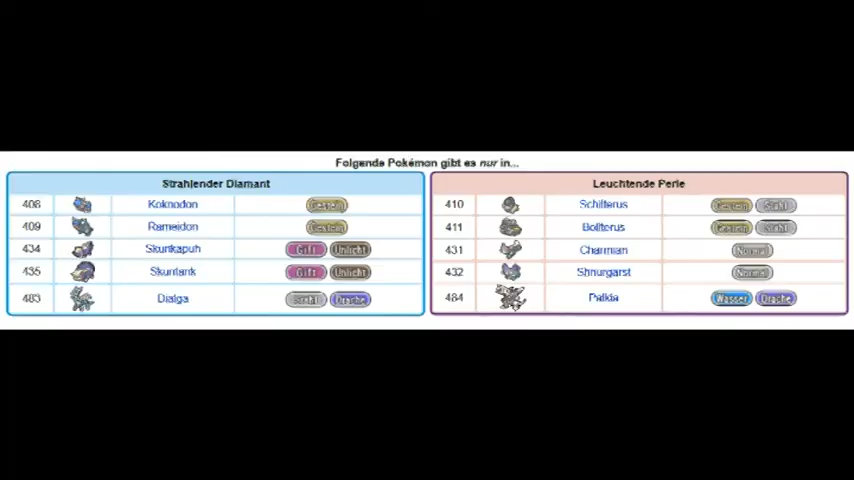 Folgende Pokémon gibt es nur in...
Strahlender Diamant
408 Koknodon Gestein
409 Rameidon Gestein
434 Skunkapuh Gift Unlicht
435 Skuntank Gift Unlicht
483 Dialga Stahl Drache
Leuchtende Perle
410 Schilterus Gestein Stahl
411 Bollterus Gestein Stahl
431 Charmian Normal
432 Shnurgarst Normal
484 Palkia Wasser Drache